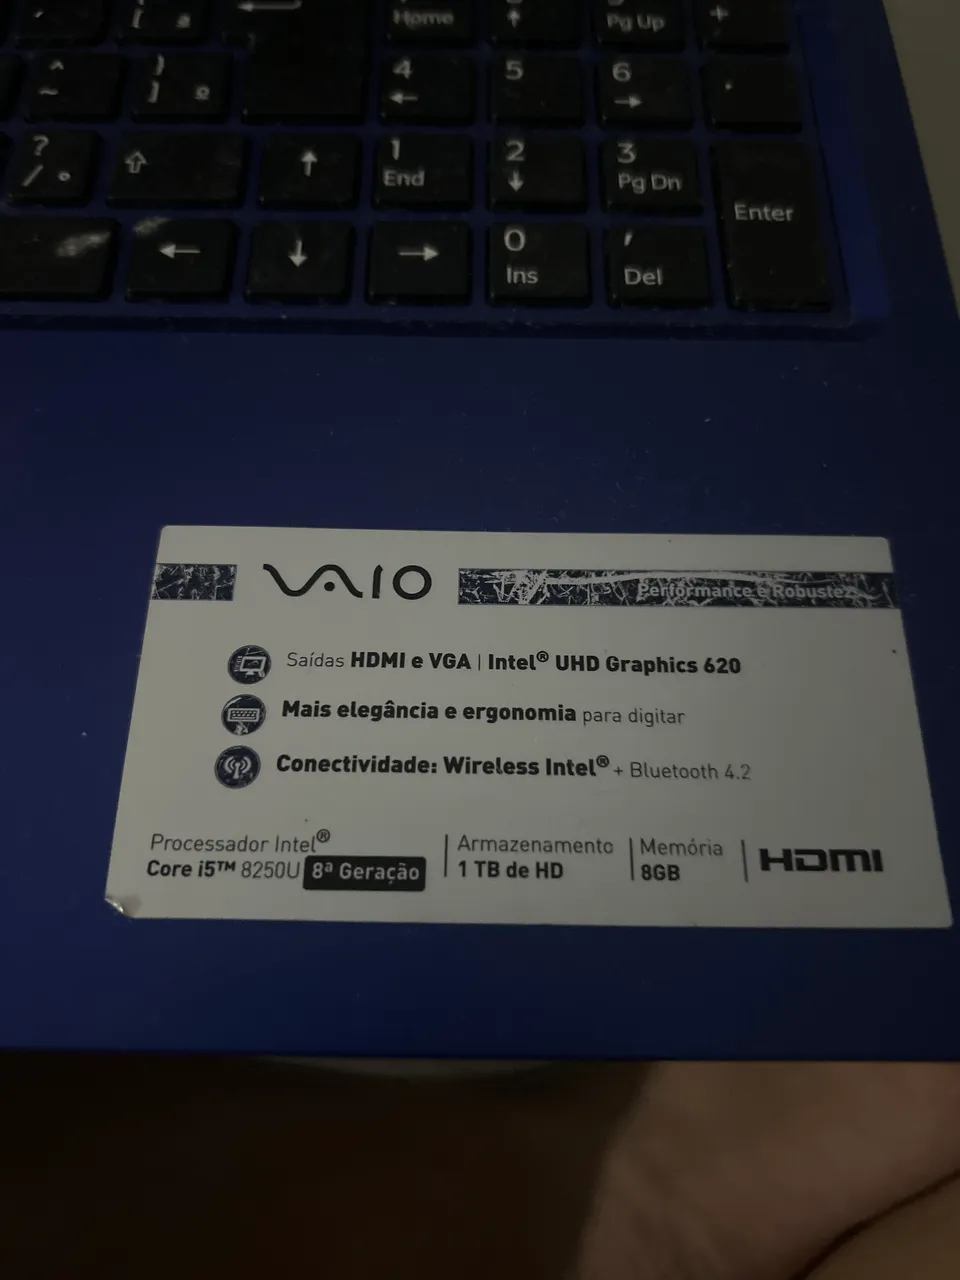 Home ↑ Pg Up +
^ } 4 5 6 .
~ ] º ← →
? ⇧ ↑ 1 2 3
/ ° End ↓ Pg Dn Enter
← ↓ → 0 ,
Ins Del
VAIO Performance e Robustez
Saídas HDMI e VGA | Intel® UHD Graphics 620
Mais elegância e ergonomia para digitar
Conectividade: Wireless Intel® + Bluetooth 4.2
Processador Intel® | Armazenamento | Memória | HDMI
Core i5™ 8250U 8ª Geração | 1 TB de HD | 8GB